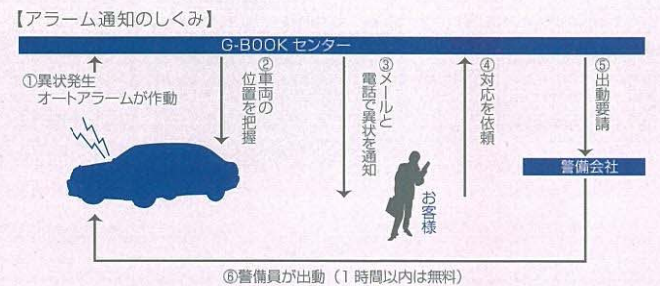 【アラーム通知のしくみ】
G-BOOK センター
①異状発生
オートアラームが作動
②車両の
位置を把握
③メールと
電話で異状を通知
④対応を依頼
⑤出動要請
お客様
警備会社
⑥警備員が出動（1時間以内は無料）